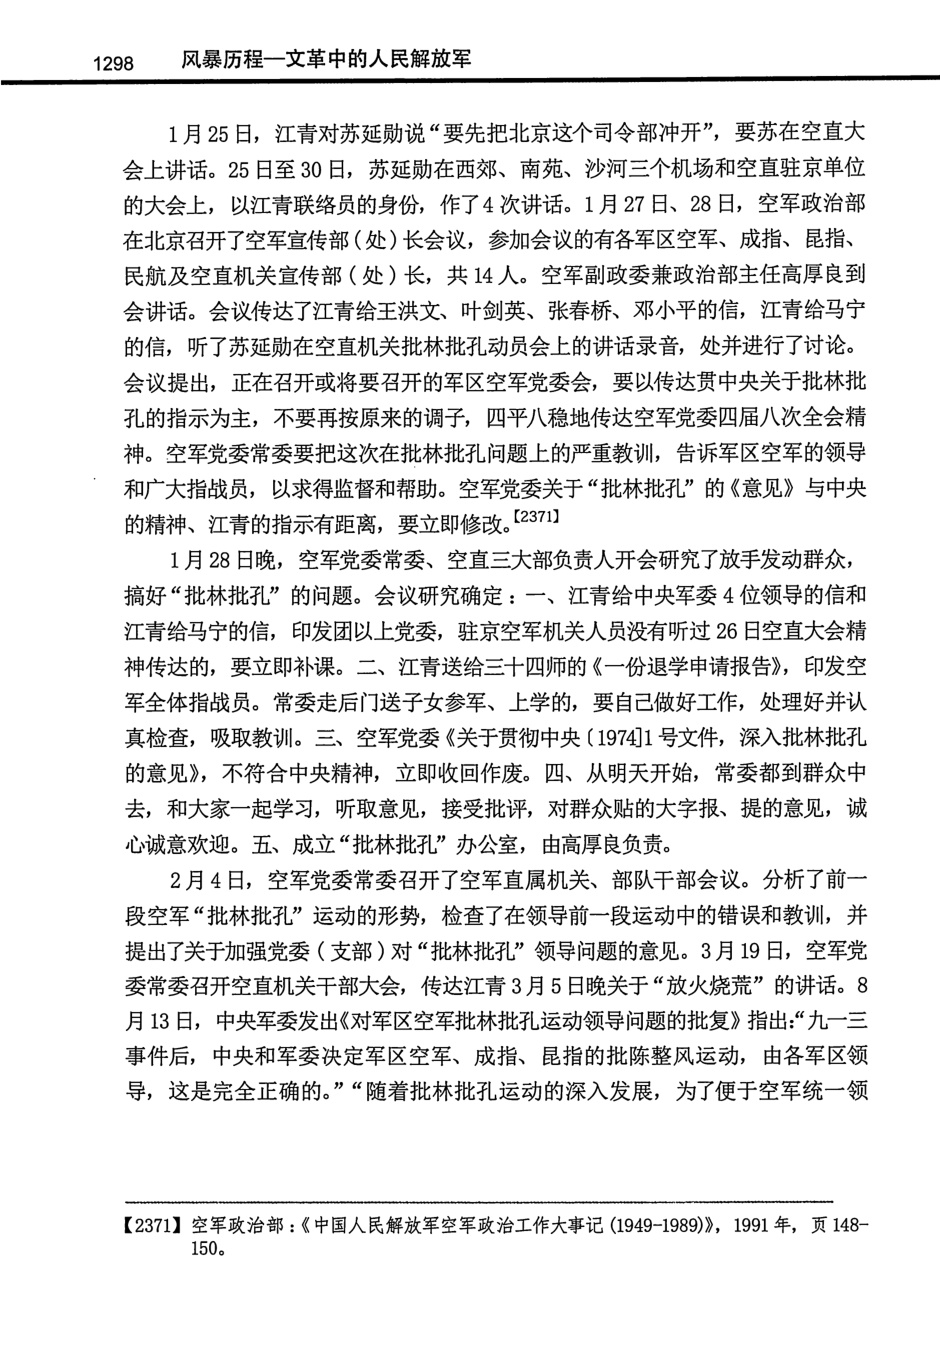 1298 风暴历程—文革中的人民解放军
1月25日，江青对苏延勋说“要先把北京这个司令部冲开”，要苏在空直大
会上讲话。25日至30日，苏延勋在西郊、南苑、沙河三个机场和空直驻京单位
的大会上，以江青联络员的身份，作了4次讲话。1月27日、28日，空军政治部
在北京召开了空军宣传部(处)长会议，参加会议的有各军区空军、成指、昆指、
民航及空直机关宣传部(处)长，共14人。空军副政委兼政治部主任高厚良到
会讲话。会议传达了江青给王洪文、叶剑英、张春桥、邓小平的信，江青给马宁
的信，听了苏延勋在空直机关批林批孔动员会上的讲话录音，处并进行了讨论。
会议提出，正在召开或将要召开的军区空军党委会，要以传达贯中央关于批林批
孔的指示为主，不要再按原来的调子，四平八稳地传达空军党委四届八次全会精
神。空军党委常委要把这次在批林批孔问题上的严重教训，告诉军区空军的领导
和广大指战员，以求得监督和帮助。空军党委关于“批林批孔”的《意见》与中央
的精神、江青的指示有距离，要立即修改。【2371】
1月28日晚，空军党委常委、空直三大部负责人开会研究了放手发动群众，
搞好“批林批孔”的问题。会议研究确定：一、江青给中央军委4位领导的信和
江青给马宁的信，印发团以上党委，驻京空军机关人员没有听过26日空直大会精
神传达的，要立即补课。二、江青送给三十四师的《一份退学申请报告》，印发空
军全体指战员。常委走后门送子女参军、上学的，要自己做好工作，处理好并认
真检查，吸取教训。三、空军党委《关于贯彻中央〔1974]1号文件，深入批林批孔
的意见》，不符合中央精神，立即收回作废。四、从明天开始，常委都到群众中
去，和大家一起学习，听取意见，接受批评，对群众贴的大字报、提的意见，诚
心诚意欢迎。五、成立“批林批孔”办公室，由高厚良负责。
2月4日，空军党委常委召开了空军直属机关、部队干部会议。分析了前一
段空军“批林批孔”运动的形势，检查了在领导前一段运动中的错误和教训，并
提出了关于加强党委(支部)对“批林批孔”领导问题的意见。3月19日，空军党
委常委召开空直机关干部大会，传达江青3月5日晚关于“放火烧荒”的讲话。8
月13日，中央军委发出《对军区空军批林批孔运动领导问题的批复》指出：“九一三
事件后，中央和军委决定军区空军、成指、昆指的批陈整风运动，由各军区领
导，这是完全正确的。”“随着批林批孔运动的深入发展，为了便于空军统一领
【2371】空军政治部：《中国人民解放军空军政治工作大事记(1949-1989)》，1991年，页148-
150。